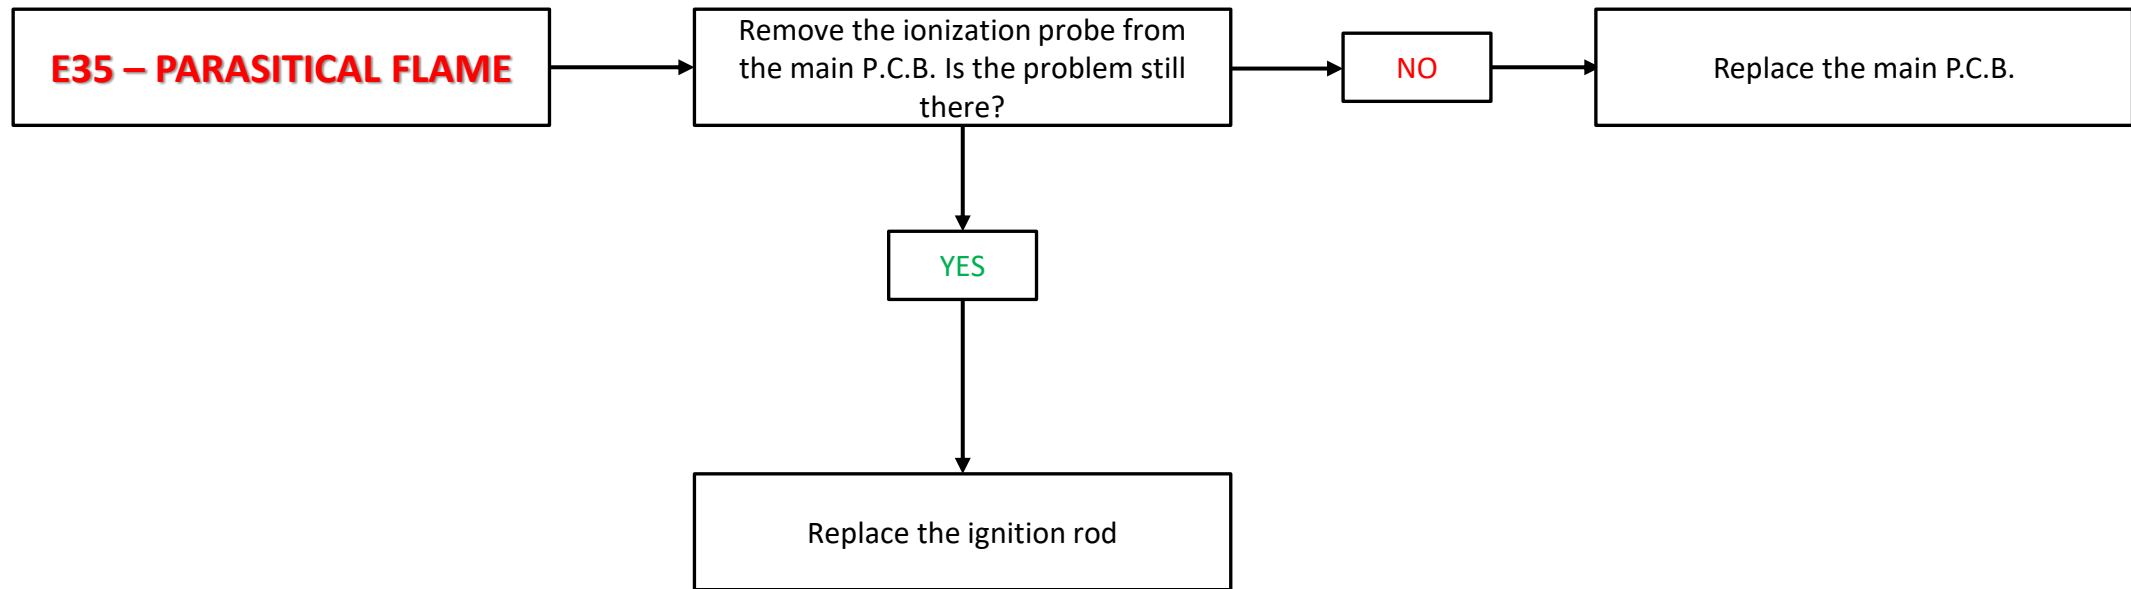 E35 – PARASITICAL FLAME
Remove the ionization probe from
the main P.C.B. Is the problem still
there?
NO
Replace the main P.C.B.
YES
Replace the ignition rod